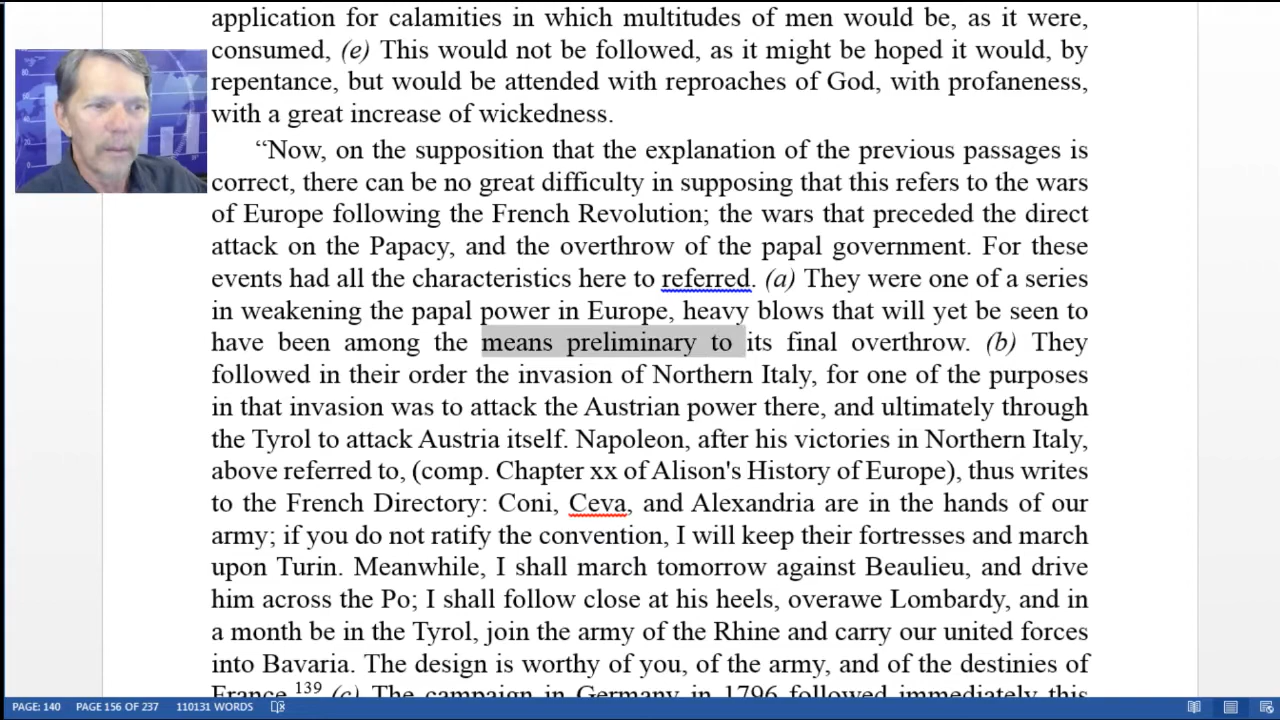 application for calamities in which multitudes of men would be, as it were,
consumed, (e) This would not be followed, as it might be hoped it would, by
repentance, but would be attended with reproaches of God, with profaneness,
with a great increase of wickedness.
“Now, on the supposition that the explanation of the previous passages is
correct, there can be no great difficulty in supposing that this refers to the wars
of Europe following the French Revolution; the wars that preceded the direct
attack on the Papacy, and the overthrow of the papal government. For these
events had all the characteristics here to referred. (a) They were one of a series
in weakening the papal power in Europe, heavy blows that will yet be seen to
have been among the means preliminary to its final overthrow. (b) They
followed in their order the invasion of Northern Italy, for one of the purposes
in that invasion was to attack the Austrian power there, and ultimately through
the Tyrol to attack Austria itself. Napoleon, after his victories in Northern Italy,
above referred to, (comp. Chapter xx of Alison's History of Europe), thus writes
to the French Directory: Coni, Ceva, and Alexandria are in the hands of our
army; if you do not ratify the convention, I will keep their fortresses and march
upon Turin. Meanwhile, I shall march tomorrow against Beaulieu, and drive
him across the Po; I shall follow close at his heels, overawe Lombardy, and in
a month be in the Tyrol, join the army of the Rhine and carry our united forces
into Bavaria. The design is worthy of you, of the army, and of the destinies of
France.139 (c) The campaign in Germany in 1796 followed immediately this
PAGE: 140 PAGE 156 OF 237 110131 WORDS